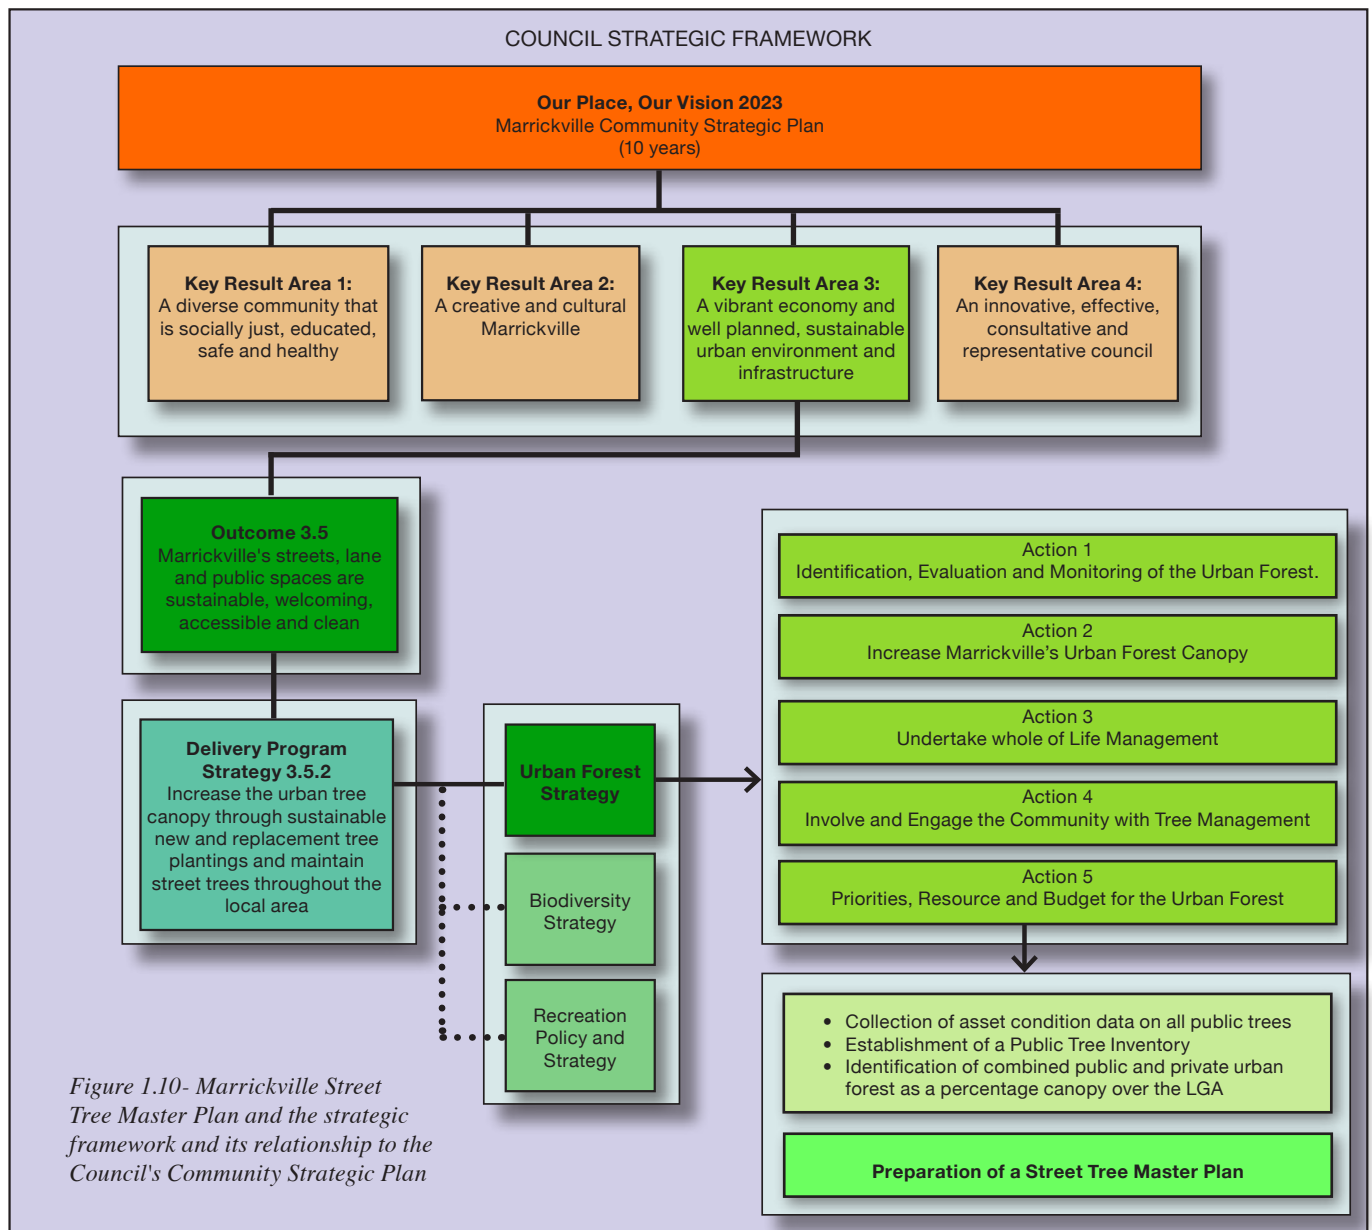 COUNCIL STRATEGIC FRAMEWORK
Our Place, Our Vision 2023
Marrickville Community Strategic Plan
(10 years)
Key Result Area 1:
A diverse community that
is socially just, educated,
safe and healthy
Key Result Area 2:
A creative and cultural
Marrickville
Key Result Area 3:
A vibrant economy and
well planned, sustainable
urban environment and
infrastructure
Key Result Area 4:
An innovative, effective,
consultative and
representative council
Outcome 3.5
Marrickville's streets, lane
and public spaces are
sustainable, welcoming,
accessible and clean
Delivery Program
Strategy 3.5.2
Increase the urban tree
canopy through sustainable
new and replacement tree
plantings and maintain
street trees throughout the
local area
Urban Forest
Strategy
Biodiversity
Strategy
Recreation
Policy and
Strategy
Action 1
Identification, Evaluation and Monitoring of the Urban Forest.
Action 2
Increase Marrickville’s Urban Forest Canopy
Action 3
Undertake whole of Life Management
Action 4
Involve and Engage the Community with Tree Management
Action 5
Priorities, Resource and Budget for the Urban Forest
• Collection of asset condition data on all public trees
• Establishment of a Public Tree Inventory
• Identification of combined public and private urban
forest as a percentage canopy over the LGA
Preparation of a Street Tree Master Plan
Figure 1.10- Marrickville Street
Tree Master Plan and the strategic
framework and its relationship to the
Council's Community Strategic Plan